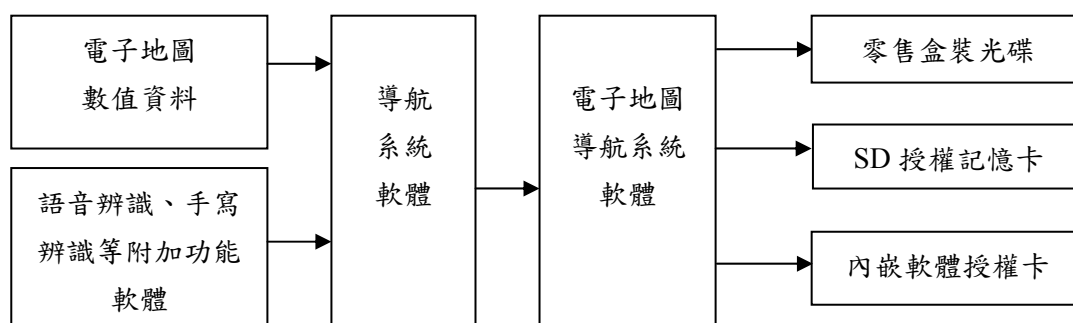 電子地圖
數值資料
語音辨識、手寫
辨識等附加功能
軟體
導航
系統
軟體
電子地圖
導航系統
軟體
零售盒裝光碟
SD 授權記憶卡
內嵌軟體授權卡